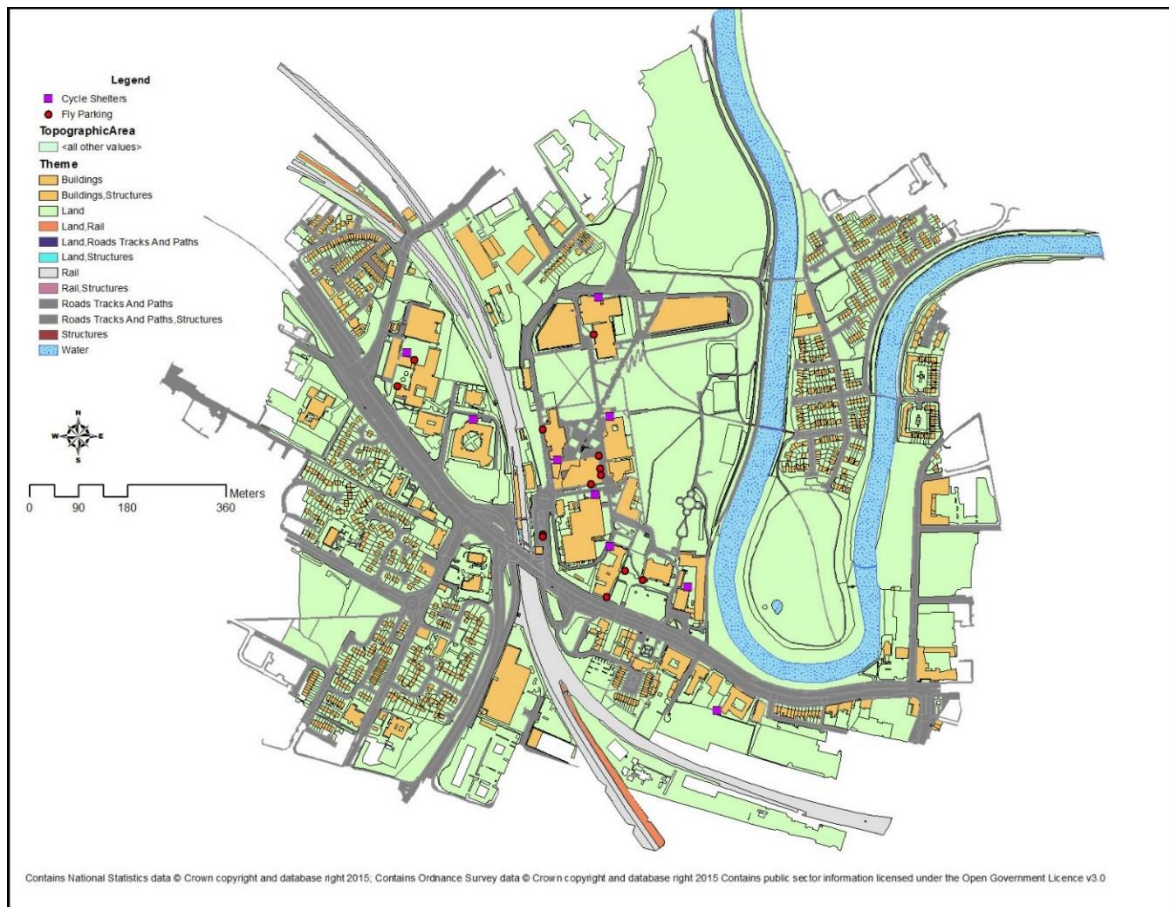 Legend
Cycle Shelters
Fly Parking
TopographicArea
<all other values>
Theme
Buildings
Buildings,Structures
Land
Land,Rail
Land,Roads Tracks And Paths
Land,Structures
Rail
Rail,Structures
Roads Tracks And Paths
Roads Tracks And Paths,Structures
Structures
Water
N
W E
S
Meters
0 90 180 360
Contains National Statistics data © Crown copyright and database right 2015; Contains Ordnance Survey data © Crown copyright and database right 2015 Contains public sector information licensed under the Open Government Licence v3.0